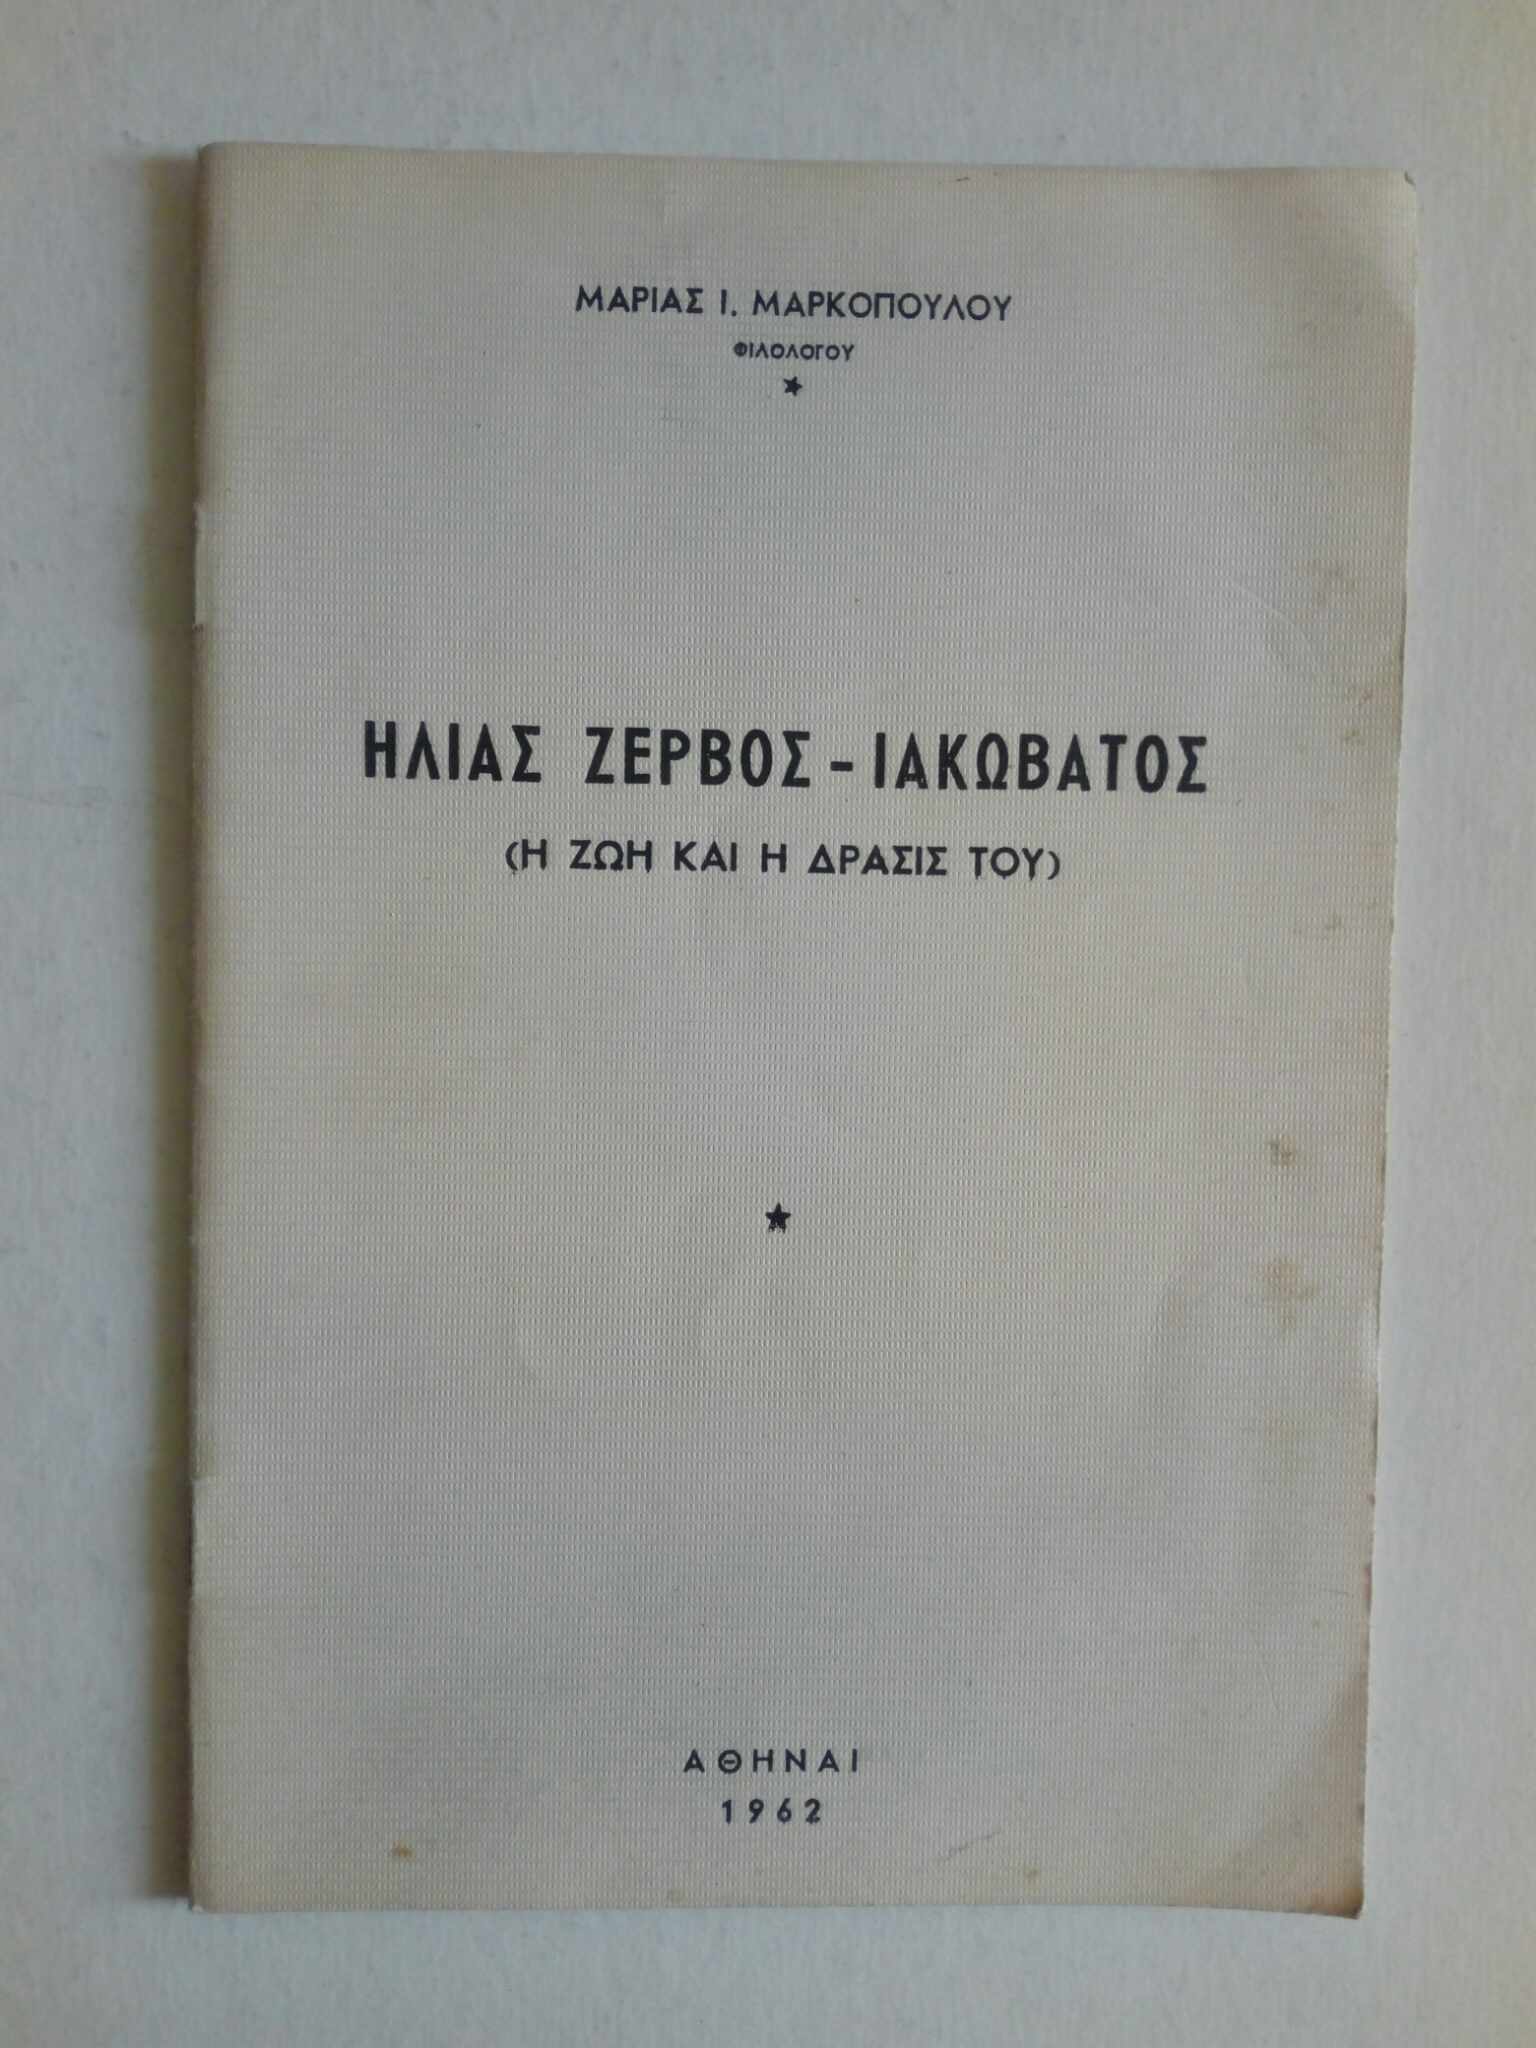 ΜΑΡΙΑΣ Ι. ΜΑΡΚΟΠΟΥΛΟΥ
ΦΙΛΟΛΟΓΟΥ
ΗΛΙΑΣ ΖΕΡΒΟΣ - ΙΑΚΩΒΑΤΟΣ
(Η ΖΩΗ ΚΑΙ Η ΔΡΑΣΙΣ ΤΟΥ)
ΑΘΗΝΑΙ
1962